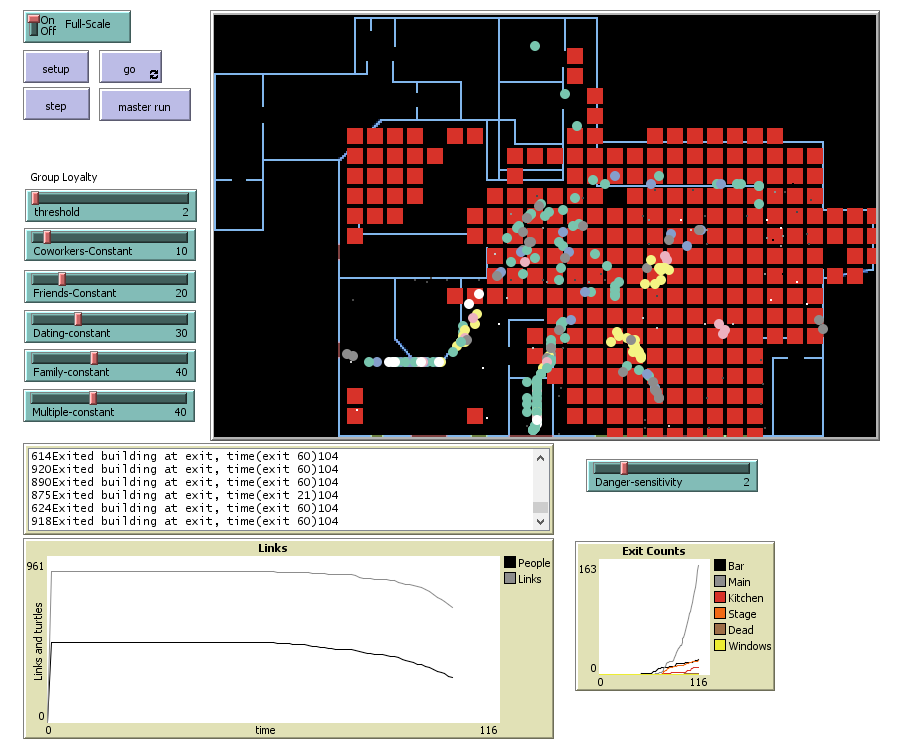 On
Off
Full-Scale
setup
go
step
master run
Group Loyalty
threshold 2
Coworkers-Constant 10
Friends-Constant 20
Dating-constant 30
Family-constant 40
Multiple-constant 40
614Exited building at exit, time(exit 60)104
920Exited building at exit, time(exit 60)104
890Exited building at exit, time(exit 60)104
875Exited building at exit, time(exit 21)104
624Exited building at exit, time(exit 60)104
918Exited building at exit, time(exit 60)104
Danger-sensitivity 2
Links
961
Links and turtles
0
0
time
116
People
Links
Exit Counts
163
0
0
116
Bar
Main
Kitchen
Stage
Dead
Windows